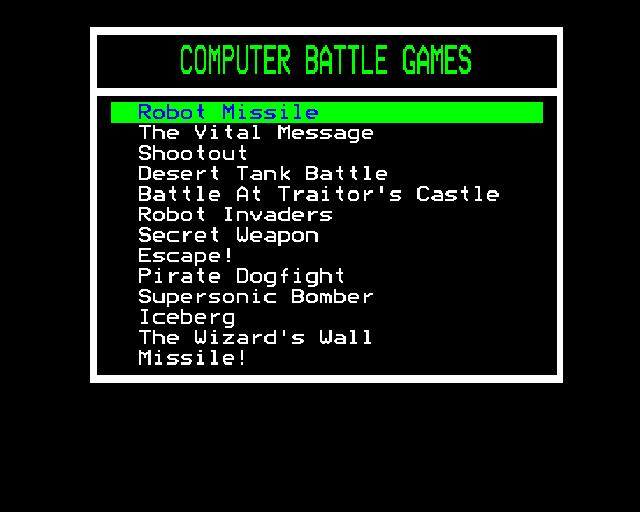 COMPUTER BATTLE GAMES
Robot Missile
The Vital Message
Shootout
Desert Tank Battle
Battle At Traitor's Castle
Robot Invaders
Secret Weapon
Escape!
Pirate Dogfight
Supersonic Bomber
Iceberg
The Wizard's Wall
Missile!